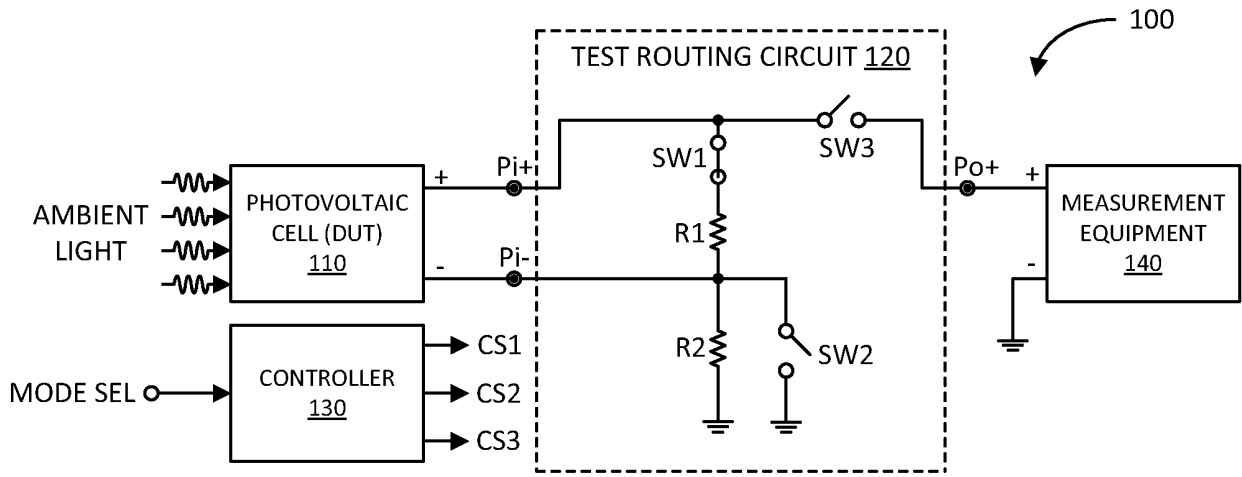 100
TEST ROUTING CIRCUIT 120
SW3
SW1
Pi+
Po+
+
+
PHOTOVOLTAIC
CELL (DUT)
110
AMBIENT
LIGHT
R1
MEASUREMENT
EQUIPMENT
140
-
Pi-
-
CS1
R2
SW2
CONTROLLER
130
MODE SEL
CS2
CS3